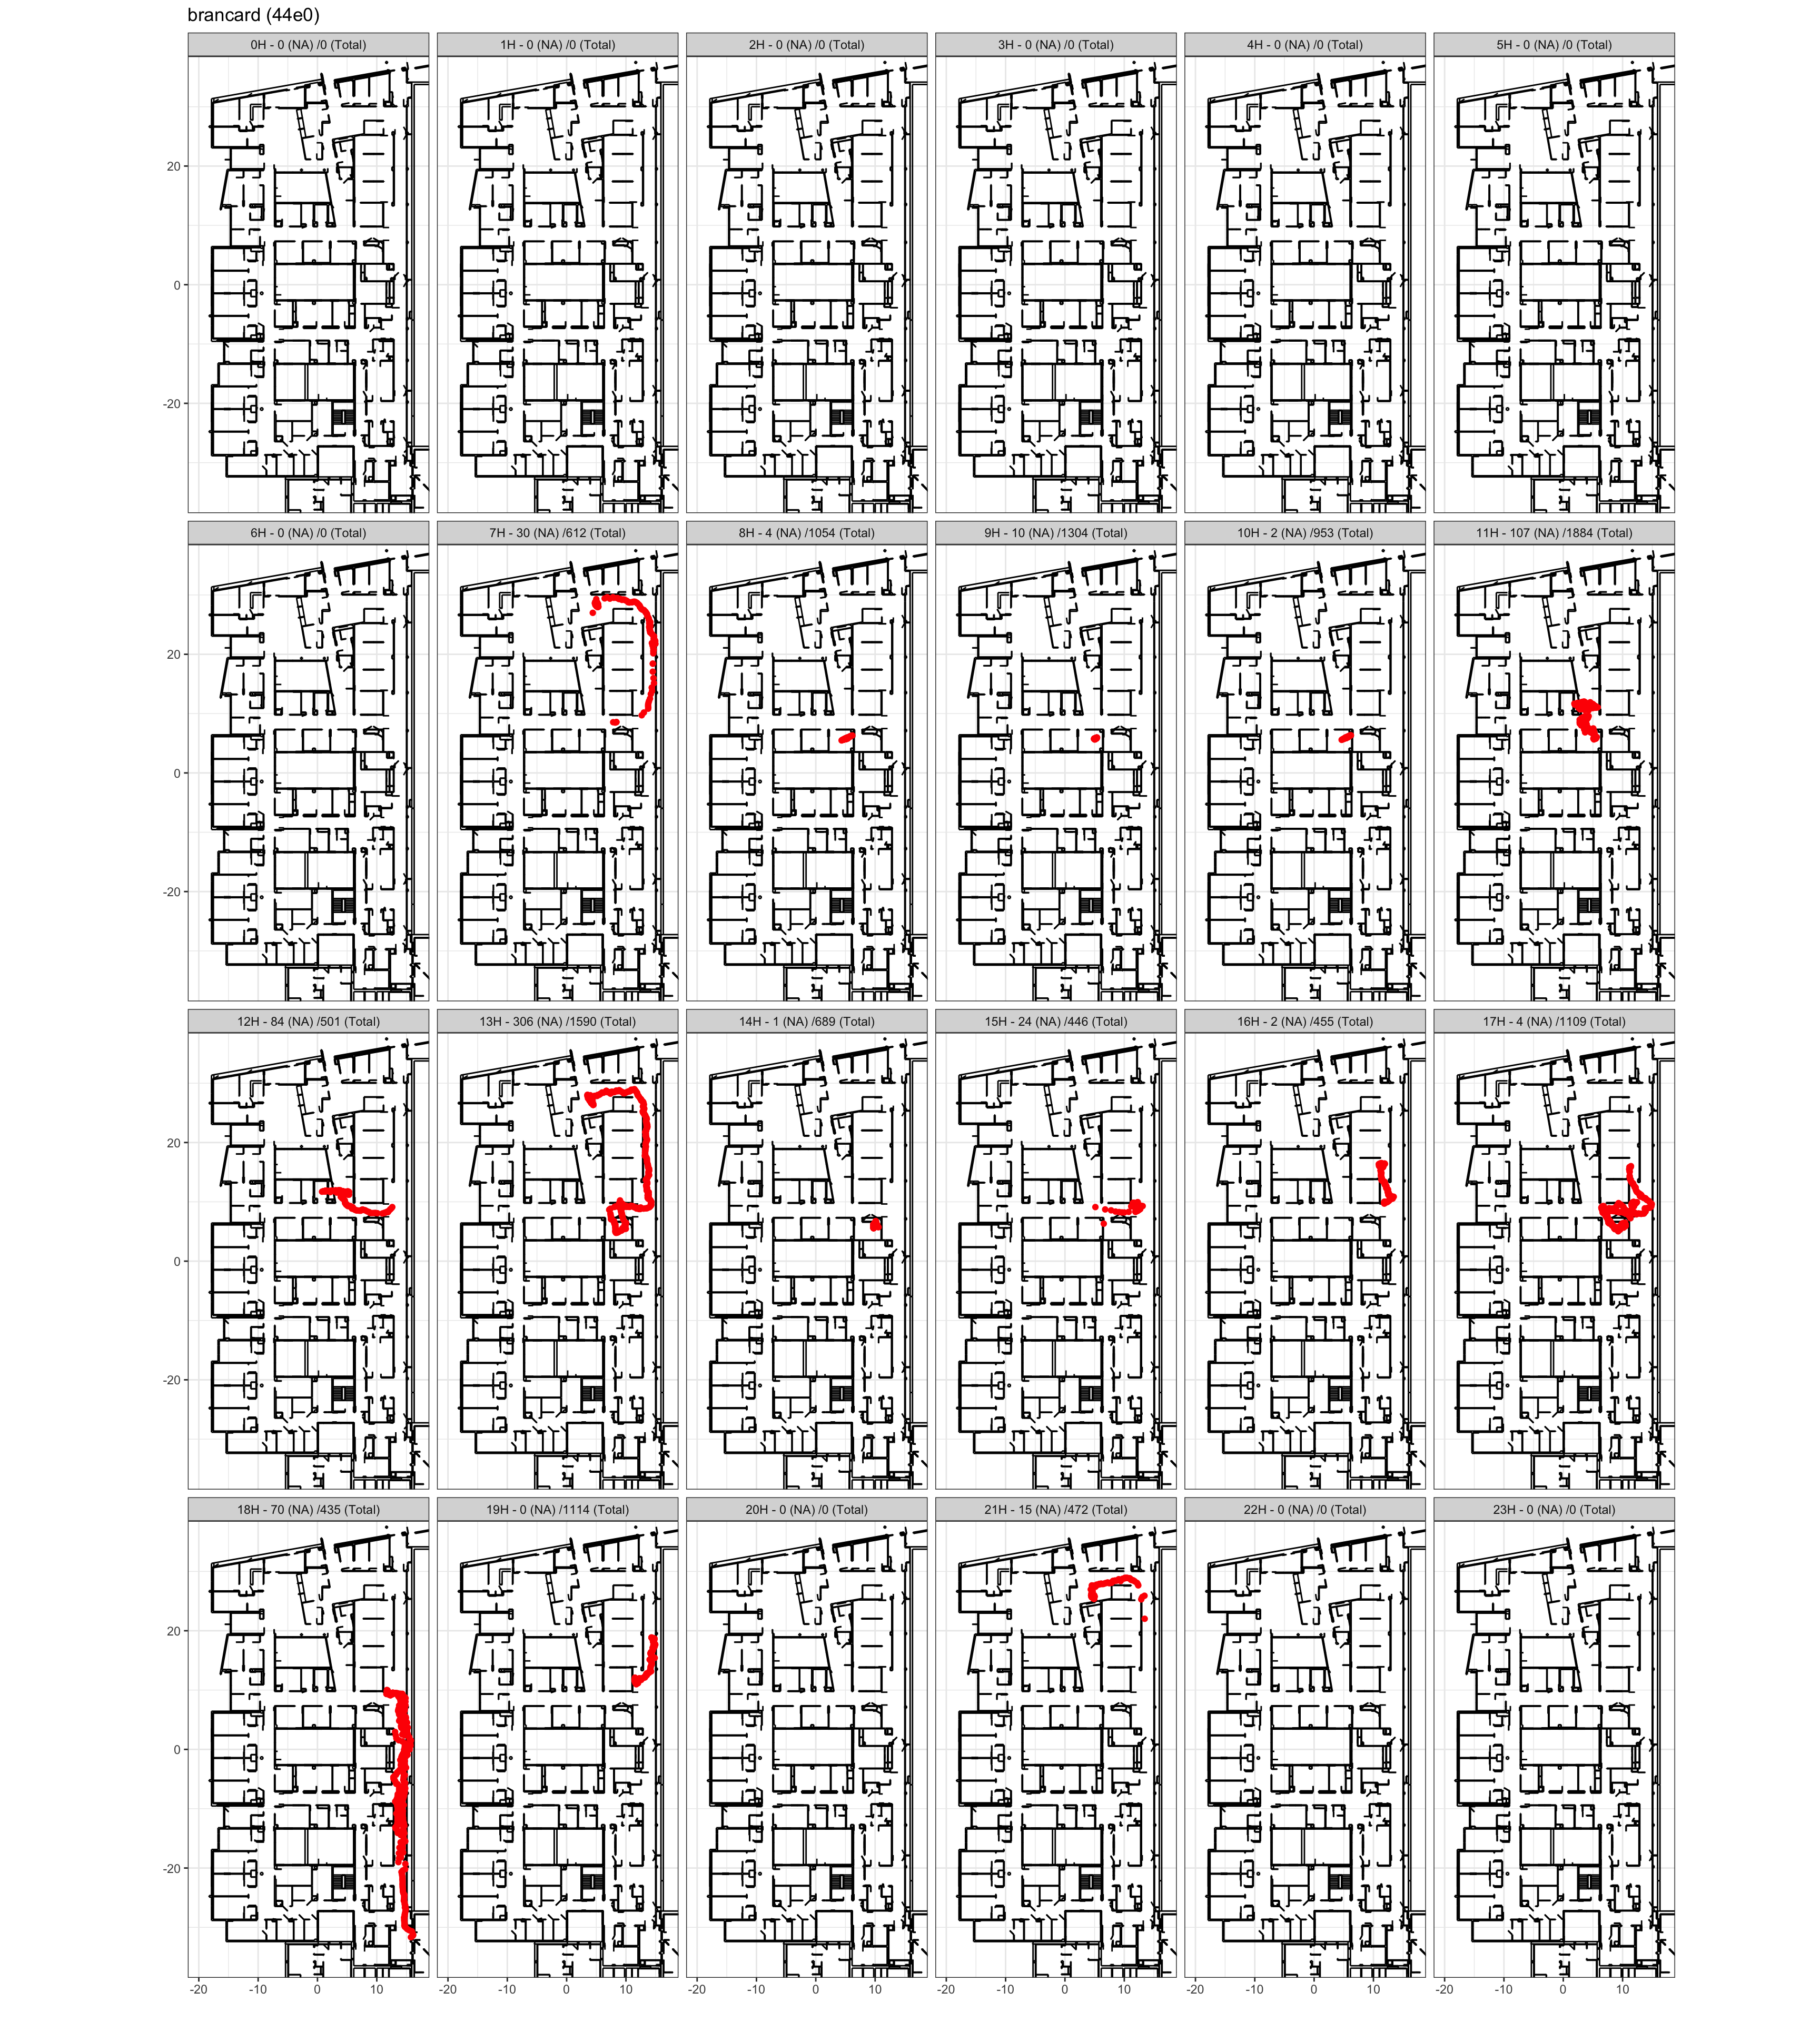 brancard (44e0)
0H - 0 (NA) /0 (Total) 1H - 0 (NA) /0 (Total) 2H - 0 (NA) /0 (Total) 3H - 0 (NA) /0 (Total) 4H - 0 (NA) /0 (Total) 5H - 0 (NA) /0 (Total)
20
0
-20
6H - 0 (NA) /0 (Total) 7H - 30 (NA) /612 (Total) 8H - 4 (NA) /1054 (Total) 9H - 10 (NA) /1304 (Total) 10H - 2 (NA) /953 (Total) 11H - 107 (NA) /1884 (Total)
20
0
-20
12H - 84 (NA) /501 (Total) 13H - 306 (NA) /1590 (Total) 14H - 1 (NA) /689 (Total) 15H - 24 (NA) /446 (Total) 16H - 2 (NA) /455 (Total) 17H - 4 (NA) /1109 (Total)
20
0
-20
18H - 70 (NA) /435 (Total) 19H - 0 (NA) /1114 (Total) 20H - 0 (NA) /0 (Total) 21H - 15 (NA) /472 (Total) 22H - 0 (NA) /0 (Total) 23H - 0 (NA) /0 (Total)
20
0
-20
-20 -10 0 10 -20 -10 0 10 -20 -10 0 10 -20 -10 0 10 -20 -10 0 10 -20 -10 0 10